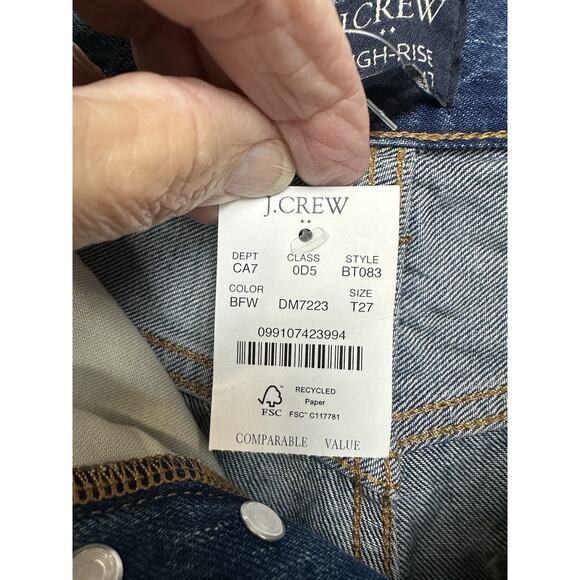 J.CREW
GH-RISE
J.CREW
DEPT CLASS STYLE
CA7 0D5 BT083
COLOR SIZE
BFW DM7223 T27
099107423994
RECYCLED
Paper
FSC
FSC™ C117781
COMPARABLE VALUE